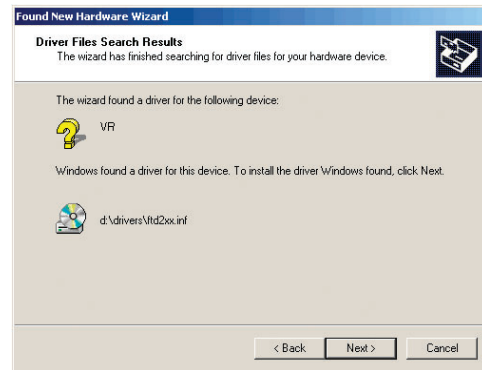 Found New Hardware Wizard
Driver Files Search Results
The wizard has finished searching for driver files for your hardware device.
The wizard found a driver for the following device:
VR
Windows found a driver for this device. To install the driver Windows found, click Next.
d:\drivers\ftd2xx.inf
< Back
Next >
Cancel